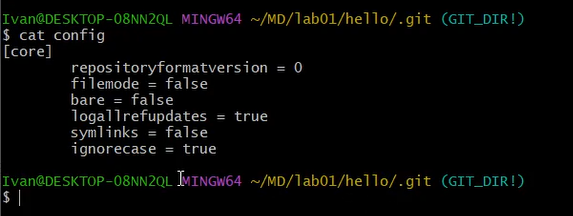 Ivan@DESKTOP-08NN2QL MINGW64 ~/MD/lab01/hello/.git (GIT_DIR!)
$ cat config
[core]
        repositoryformatversion = 0
        filemode = false
        bare = false
        logallrefupdates = true
        symlinks = false
        ignorecase = true

Ivan@DESKTOP-08NN2QL MINGW64 ~/MD/lab01/hello/.git (GIT_DIR!)
$